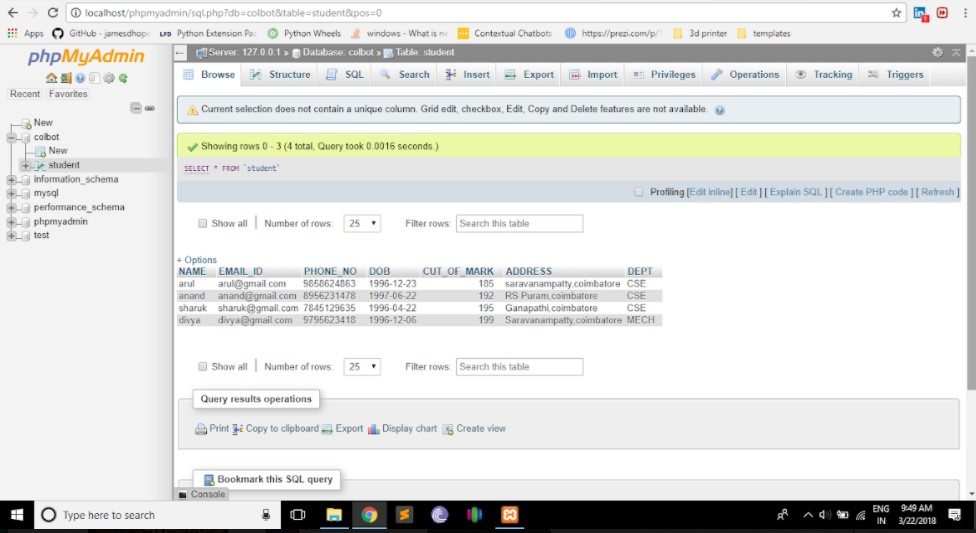 localhost/phpmyadmin/sql.php?db=colbot&table=student&pos=0
Apps GitHub - jamesdhope Python Extension Pac Python Wheels windows - What is ne Contextual Chatbots https://prezi.com/p/1 3d printer templates
phpMyAdmin
Recent Favorites
New
colbot
New
student
information_schema
mysql
performance_schema
phpmyadmin
test
Server: 127.0.0.1 » Database: colbot » Table: student
Browse Structure SQL Search Insert Export Import Privileges Operations Tracking Triggers
Current selection does not contain a unique column. Grid edit, checkbox, Edit, Copy and Delete features are not available.
Showing rows 0 - 3 (4 total, Query took 0.0016 seconds.)
SELECT * FROM `student`
Profiling [Edit inline] [ Edit ] [ Explain SQL ] [ Create PHP code ] [ Refresh ]
Show all Number of rows: 25 Filter rows: Search this table
+ Options
NAME EMAIL_ID PHONE_NO DOB CUT_OF_MARK ADDRESS DEPT
arul arul@gmail.com 9858624863 1996-12-23 185 saravanampatty,coimbatore CSE
anand anand@gmail.com 8956231478 1997-06-22 192 RS Puram,coimbatore CSE
sharuk sharuk@gmail.com 7845129635 1996-04-22 195 Ganapathi,coimbatore CSE
divya divya@gmail.com 9795623418 1996-12-06 199 Saravanampatty,coimbatore MECH
Show all Number of rows: 25 Filter rows: Search this table
Query results operations
Print Copy to clipboard Export Display chart Create view
Bookmark this SQL query
Console
Type here to search
ENG 9:49 AM
IN 3/22/2018